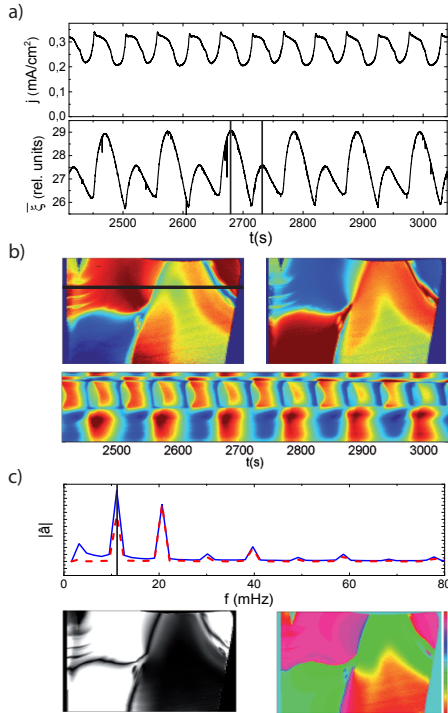 a)
0,3
0,2
0,1
0,0
j (mA/cm²)
29
28
27
26
ξ̄ (rel. units)
2500 2600 2700 2800 2900 3000
t(s)
b)
2500 2600 2700 2800 2900 3000
t(s)
c)
|â|
0 20 40 60 80
f (mHz)